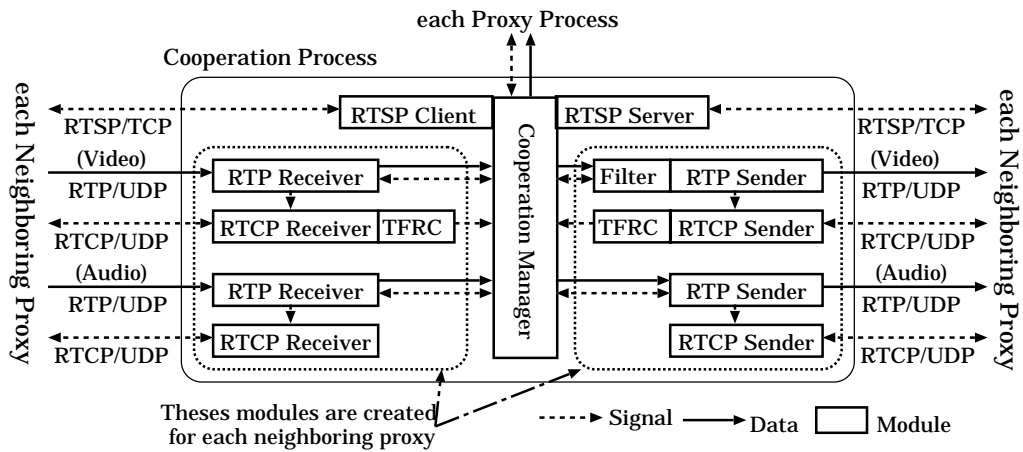 each Proxy Process
Cooperation Process
each Neighboring Proxy
RTSP/TCP
(Video)
RTP/UDP
RTCP/UDP
(Audio)
RTP/UDP
RTCP/UDP
RTSP Client
RTP Receiver
RTCP Receiver
TFRC
RTP Receiver
RTCP Receiver
Cooperation Manager
RTSP Server
Filter
RTP Sender
TFRC
RTCP Sender
RTP Sender
RTCP Sender
RTSP/TCP
(Video)
RTP/UDP
RTCP/UDP
(Audio)
RTP/UDP
RTCP/UDP
each Neighboring Proxy
Theses modules are created
for each neighboring proxy
Signal
Data
Module